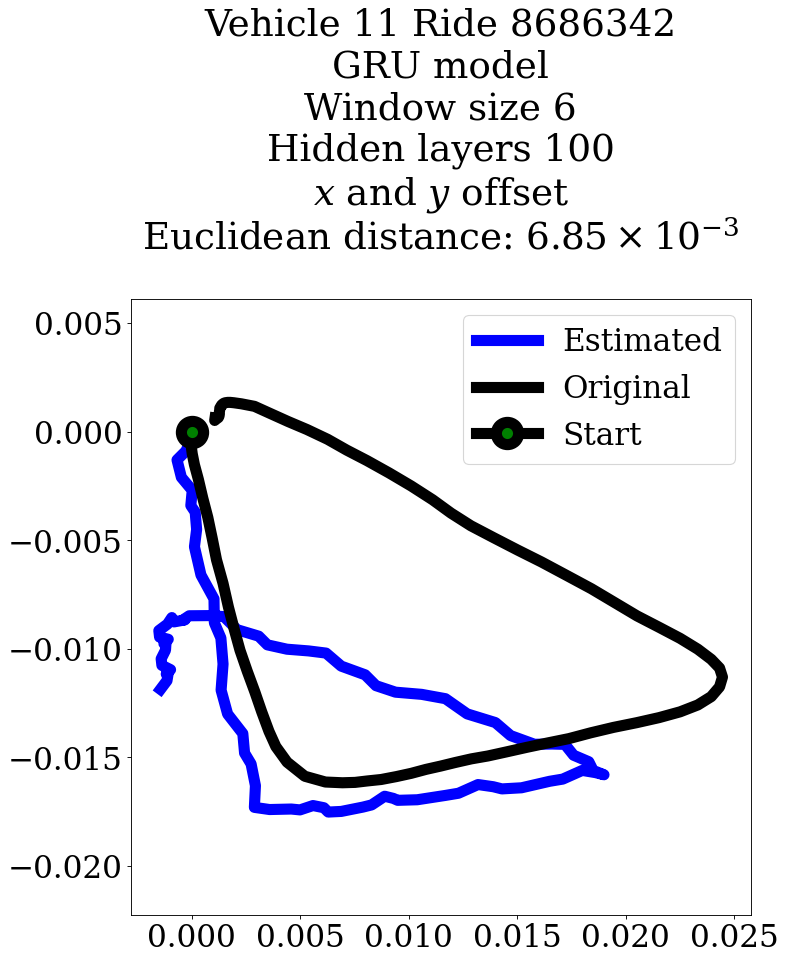 Vehicle 11 Ride 8686342
GRU model
Window size 6
Hidden layers 100
x and y offset
Euclidean distance: 6.85 × 10⁻³
Estimated
Original
Start
0.005
0.000
−0.005
−0.010
−0.015
−0.020
0.000 0.005 0.010 0.015 0.020 0.025